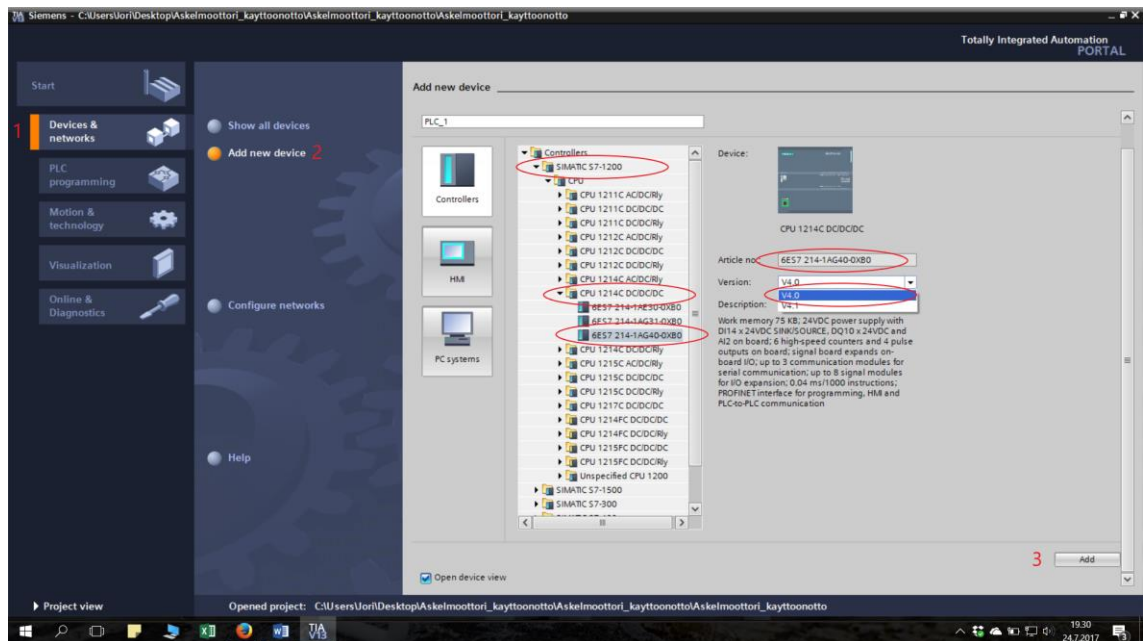 Siemens - C:\Users\Jori\Desktop\Askelmoottori_kayttoonotto\Askelmoottori_kayttoonotto\Askelmoottori_kayttoonotto
Totally Integrated Automation
PORTAL
Start
1
Devices &
networks
PLC
programming
Motion &
technology
Visualization
Online &
Diagnostics
Show all devices
Add new device 2
Configure networks
Help
Add new device
PLC_1
Controllers
HMI
PC systems
Controllers
SIMATIC S7-1200
CPU
CPU 1211C AC/DC/Rly
CPU 1211C DC/DC/DC
CPU 1211C DC/DC/Rly
CPU 1212C AC/DC/Rly
CPU 1212C DC/DC/DC
CPU 1212C DC/DC/Rly
CPU 1214C AC/DC/Rly
CPU 1214C DC/DC/DC
6ES7 214-1AE30-0XB0
6ES7 214-1AG31-0XB0
6ES7 214-1AG40-0XB0
CPU 1214C DC/DC/Rly
CPU 1215C AC/DC/Rly
CPU 1215C DC/DC/DC
CPU 1215C DC/DC/Rly
CPU 1217C DC/DC/DC
CPU 1214FC DC/DC/DC
CPU 1214FC DC/DC/Rly
CPU 1215FC DC/DC/DC
CPU 1215FC DC/DC/Rly
Unspecified CPU 1200
SIMATIC S7-1500
SIMATIC S7-300
Device:
CPU 1214C DC/DC/DC
Article no.: 6ES7 214-1AG40-0XB0
Version: V4.0
V4.0
V4.1
Description:
Work memory 75 KB; 24VDC power supply with
DI14 x 24VDC SINK/SOURCE, DQ10 x 24VDC and
AI2 on board; 6 high-speed counters and 4 pulse
outputs on board; signal board expands on-
board I/O; up to 3 communication modules for
serial communication; up to 8 signal modules
for I/O expansion; 0.04 ms/1000 instructions;
PROFINET interface for programming, HMI and
PLC-to-PLC communication
3 Add
Open device view
Project view
Opened project: C:\Users\Jori\Desktop\Askelmoottori_kayttoonotto\Askelmoottori_kayttoonotto\Askelmoottori_kayttoonotto
TIA
V13
19.30
24.7.2017